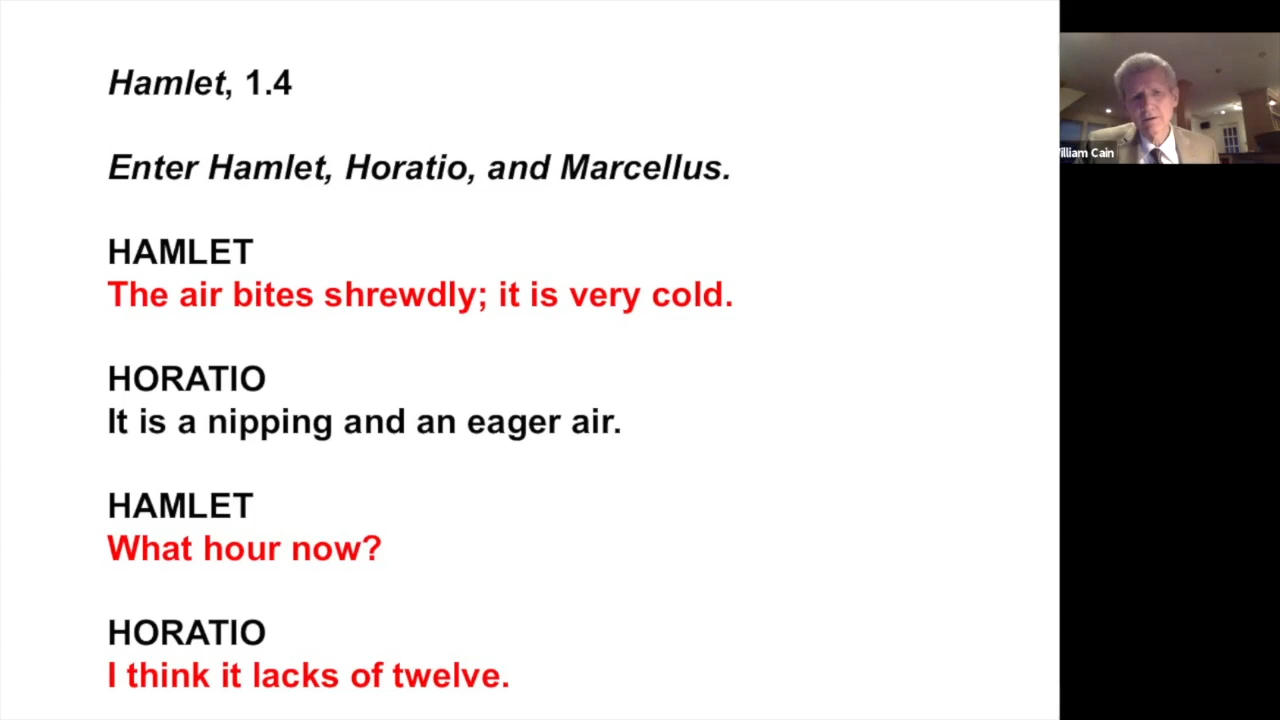 Hamlet, 1.4
Enter Hamlet, Horatio, and Marcellus.
HAMLET
The air bites shrewdly; it is very cold.
HORATIO
It is a nipping and an eager air.
HAMLET
What hour now?
HORATIO
I think it lacks of twelve.
illiam Cain